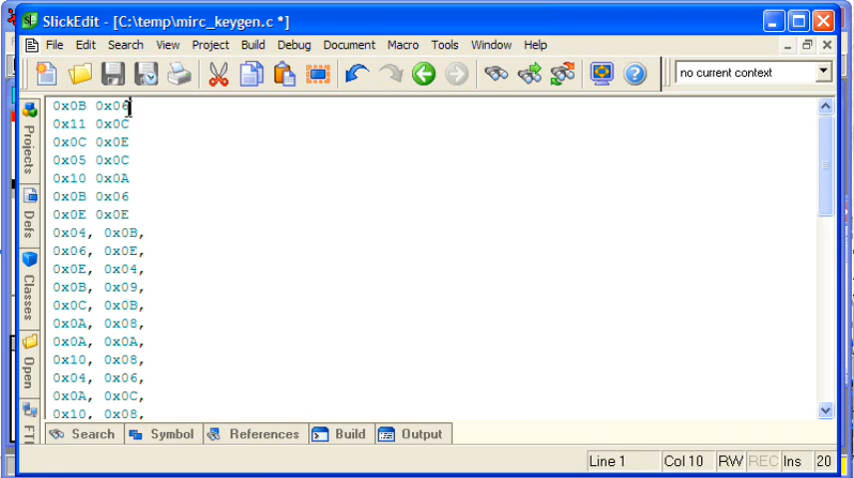 SlickEdit - [C:\temp\mirc_keygen.c *]
File Edit Search View Project Build Debug Document Macro Tools Window Help
no current context
0x0B 0x06
0x11 0x0C
0x0C 0x0E
0x05 0x0C
0x10 0x0A
0x0B 0x06
0x0E 0x0E
0x04, 0x0B,
0x06, 0x0E,
0x0E, 0x04,
0x0B, 0x09,
0x0C, 0x0B,
0x0A, 0x08,
0x0A, 0x0A,
0x10, 0x08,
0x04, 0x06,
0x0A, 0x0C,
0x10, 0x08,
Projects
Defs
Classes
Open
Search Symbol References Build Output
Line 1 Col 10 RW REC Ins 20